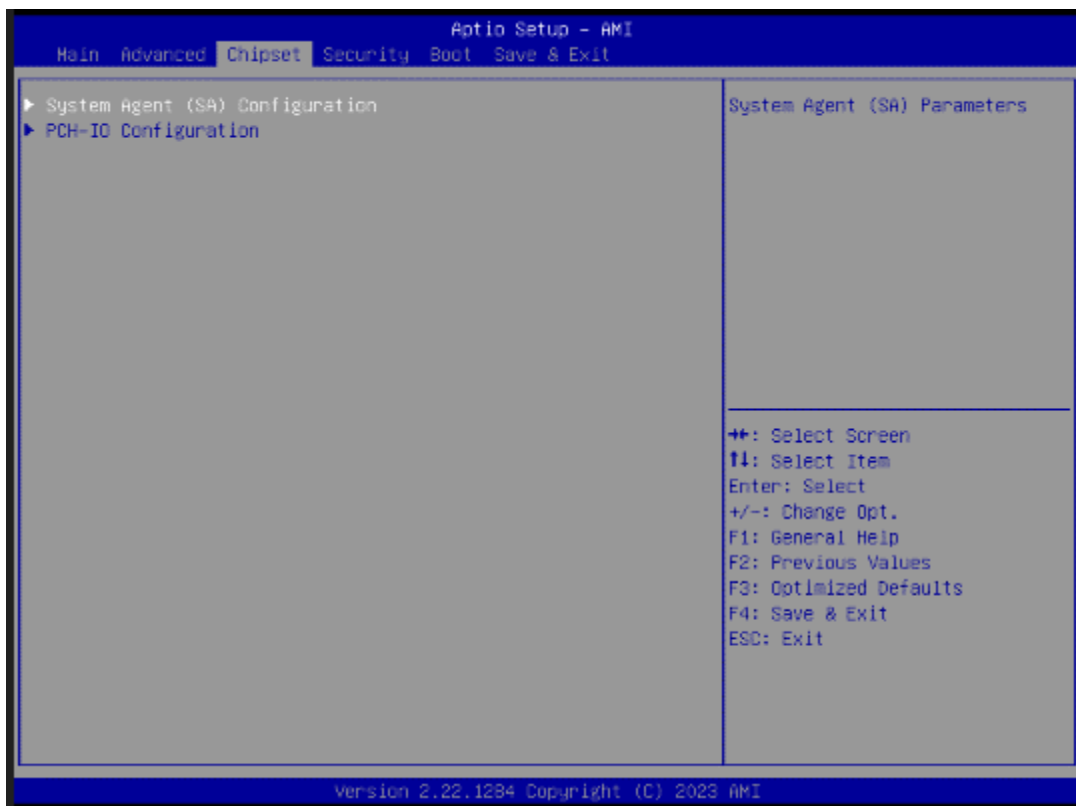 Aptio Setup - AMI
Main Advanced Chipset Security Boot Save & Exit
▶ System Agent (SA) Configuration
▶ PCH-IO Configuration
System Agent (SA) Parameters
→←: Select Screen
↑↓: Select Item
Enter: Select
+/-: Change Opt.
F1: General Help
F2: Previous Values
F3: Optimized Defaults
F4: Save & Exit
ESC: Exit
Version 2.22.1284 Copyright (C) 2023 AMI